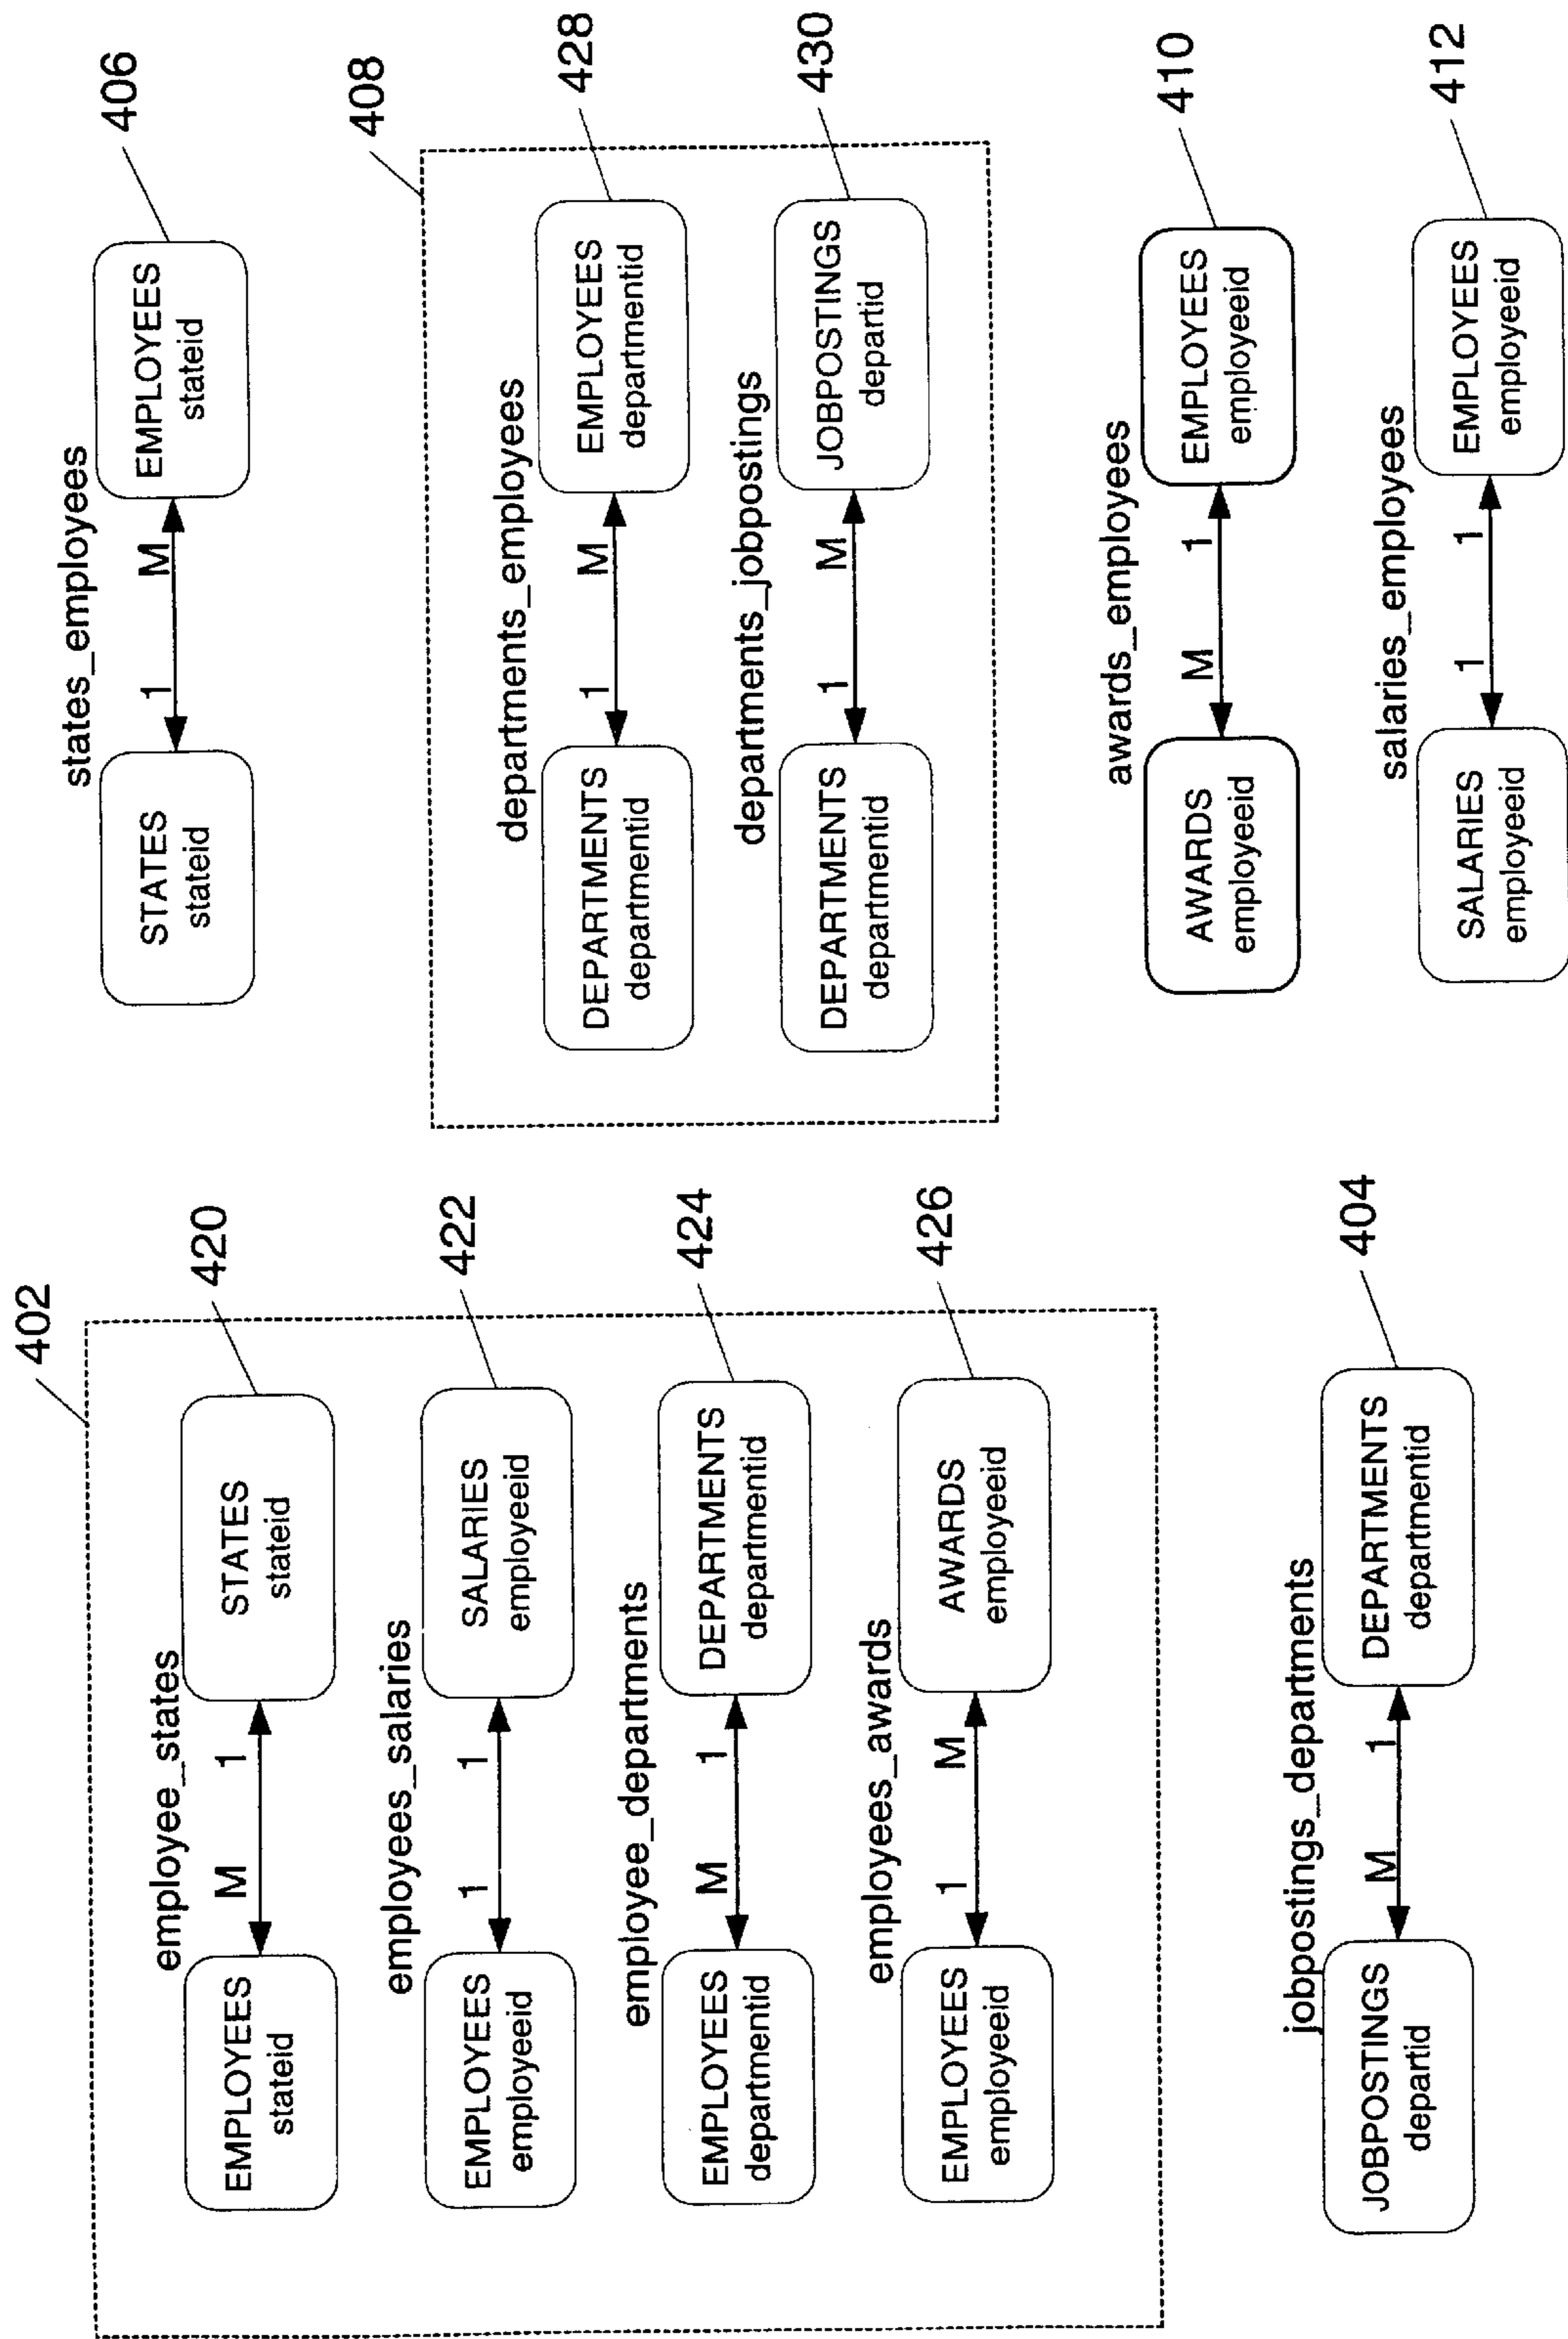 402
employee_states
EMPLOYEES
stateid
M
1
STATES
stateid
420
employees_salaries
EMPLOYEES
employeeid
1
1
SALARIES
employeeid
422
employee_departments
EMPLOYEES
departmentid
M
1
DEPARTMENTS
departmentid
424
employees_awards
EMPLOYEES
employeeid
1
M
AWARDS
employeeid
426
jobpostings_departments
JOBPOSTINGS
departid
M
1
DEPARTMENTS
departmentid
404
states_employees
STATES
stateid
1
M
EMPLOYEES
stateid
406
408
departments_employees
DEPARTMENTS
departmentid
1
M
EMPLOYEES
departmentid
428
departments_jobpostings
DEPARTMENTS
departmentid
1
M
JOBPOSTINGS
departid
430
awards_employees
AWARDS
employeeid
M
1
EMPLOYEES
employeeid
410
salaries_employees
SALARIES
employeeid
1
1
EMPLOYEES
employeeid
412